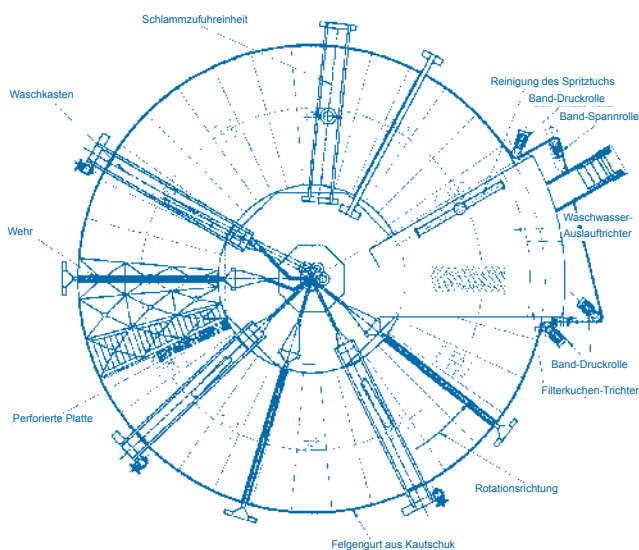 Schlammzufuhreinheit
Reinigung des Spritztuchs
Band-Druckrolle
Band-Spannrolle
Waschkasten
Waschwasser-
Auslauftrichter
Wehr
Band-Druckrolle
Filterkuchen-Trichter
Perforierte Platte
Rotationsrichtung
Felgengurt aus Kautschuk